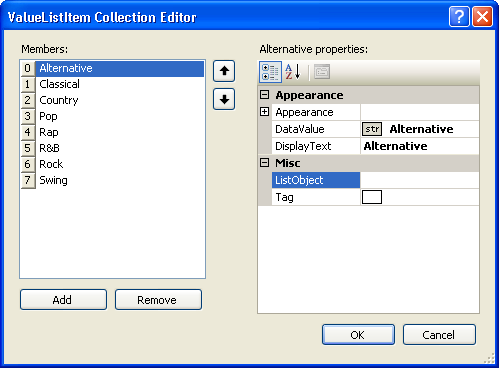 ValueListItem Collection Editor
Members:
0 Alternative
1 Classical
2 Country
3 Pop
4 Rap
5 R&B
6 Rock
7 Swing
Add
Remove
Alternative properties:
A
Z
Appearance
Appearance
DataValue str Alternative
DisplayText Alternative
Misc
ListObject
Tag
OK
Cancel